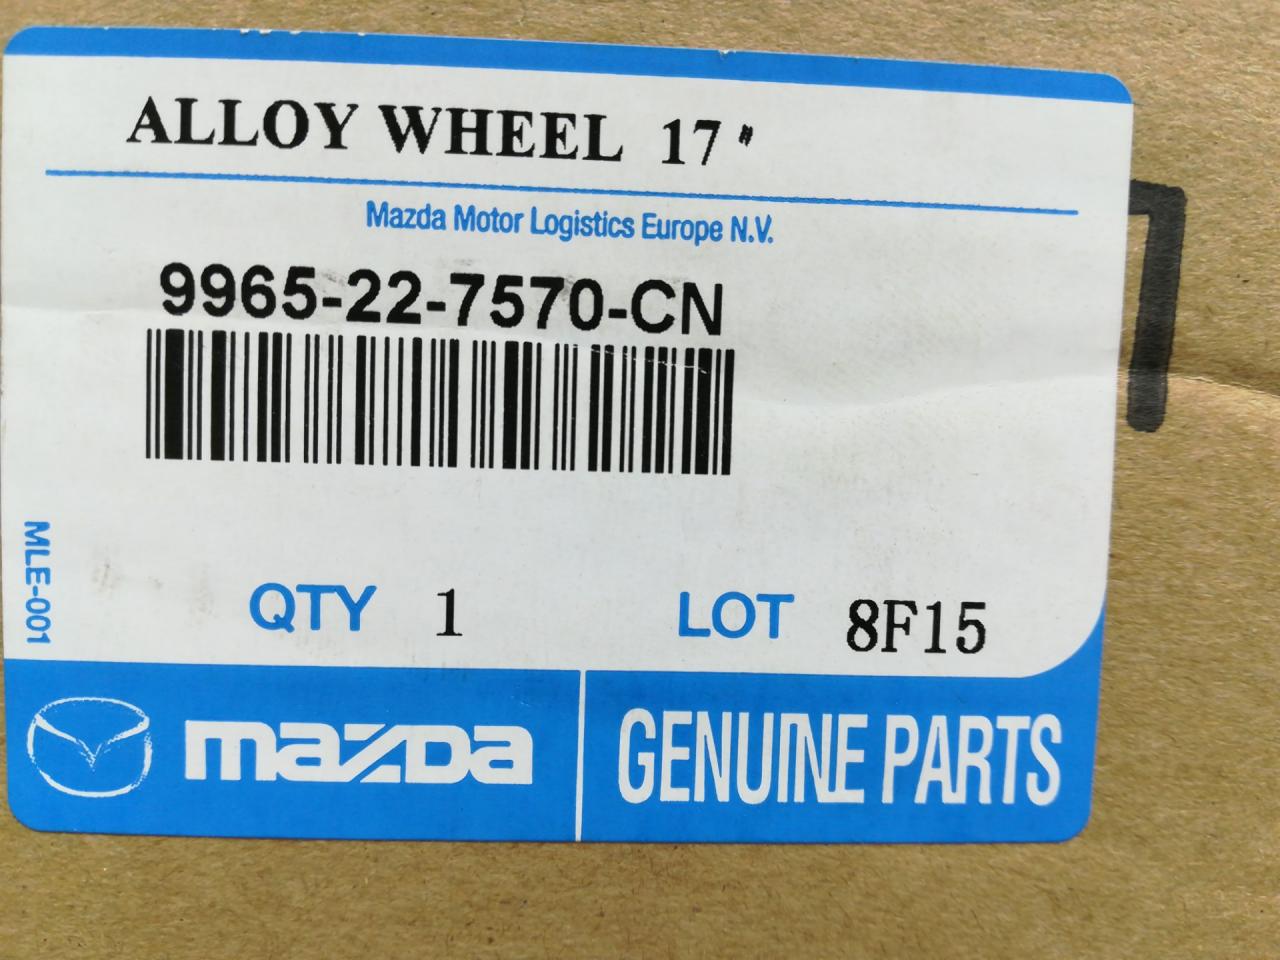 ALLOY WHEEL 17"
Mazda Motor Logistics Europe N.V.
9965-22-7570-CN
MLE-001
QTY 1 LOT 8F15
mazda GENUINE PARTS